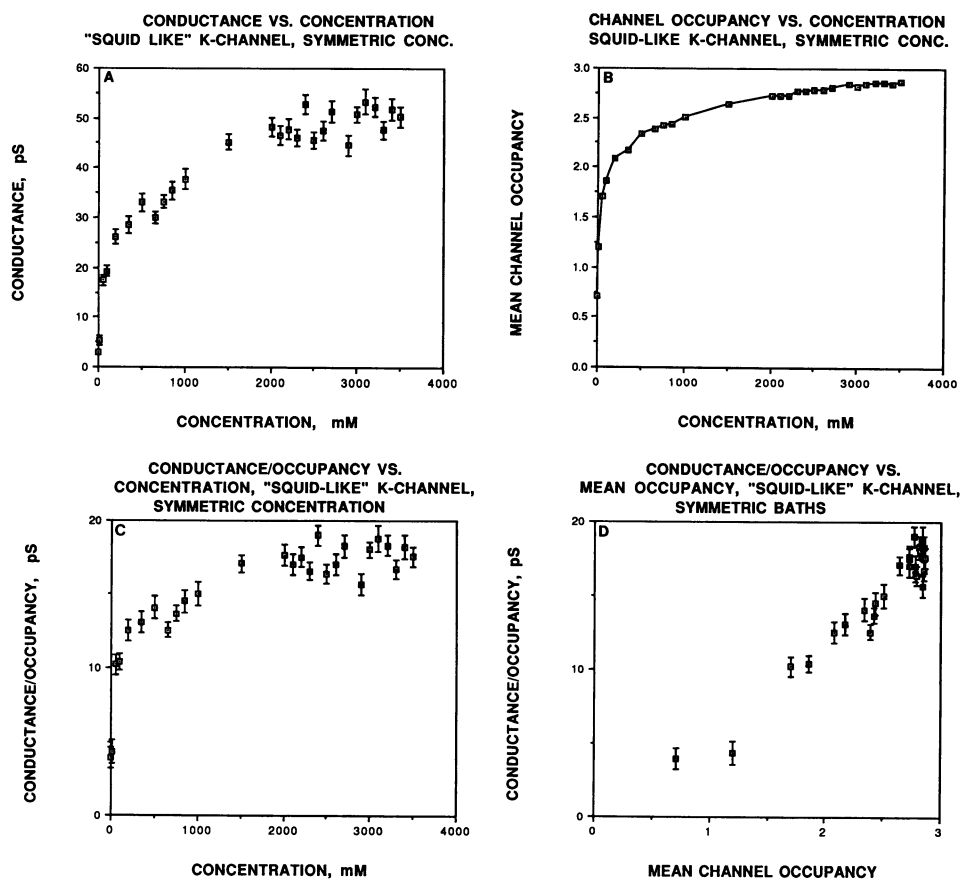 CONDUCTANCE VS. CONCENTRATION
"SQUID LIKE" K-CHANNEL, SYMMETRIC CONC.
A
60
50
40
30
20
10
0
CONDUCTANCE, pS
0 1000 2000 3000 4000
CONCENTRATION, mM
CHANNEL OCCUPANCY VS. CONCENTRATION
SQUID-LIKE K-CHANNEL, SYMMETRIC CONC.
B
3.0
2.5
2.0
1.5
1.0
0.5
0.0
MEAN CHANNEL OCCUPANCY
0 1000 2000 3000 4000
CONCENTRATION, mM
CONDUCTANCE/OCCUPANCY VS.
CONCENTRATION, "SQUID-LIKE" K-CHANNEL,
SYMMETRIC CONCENTRATION
C
20
10
0
CONDUCTANCE/OCCUPANCY, pS
0 1000 2000 3000 4000
CONCENTRATION, mM
CONDUCTANCE/OCCUPANCY VS.
MEAN OCCUPANCY, "SQUID-LIKE" K-CHANNEL,
SYMMETRIC BATHS
D
20
10
0
CONDUCTANCE/OCCUPANCY, pS
0 1 2 3
MEAN CHANNEL OCCUPANCY